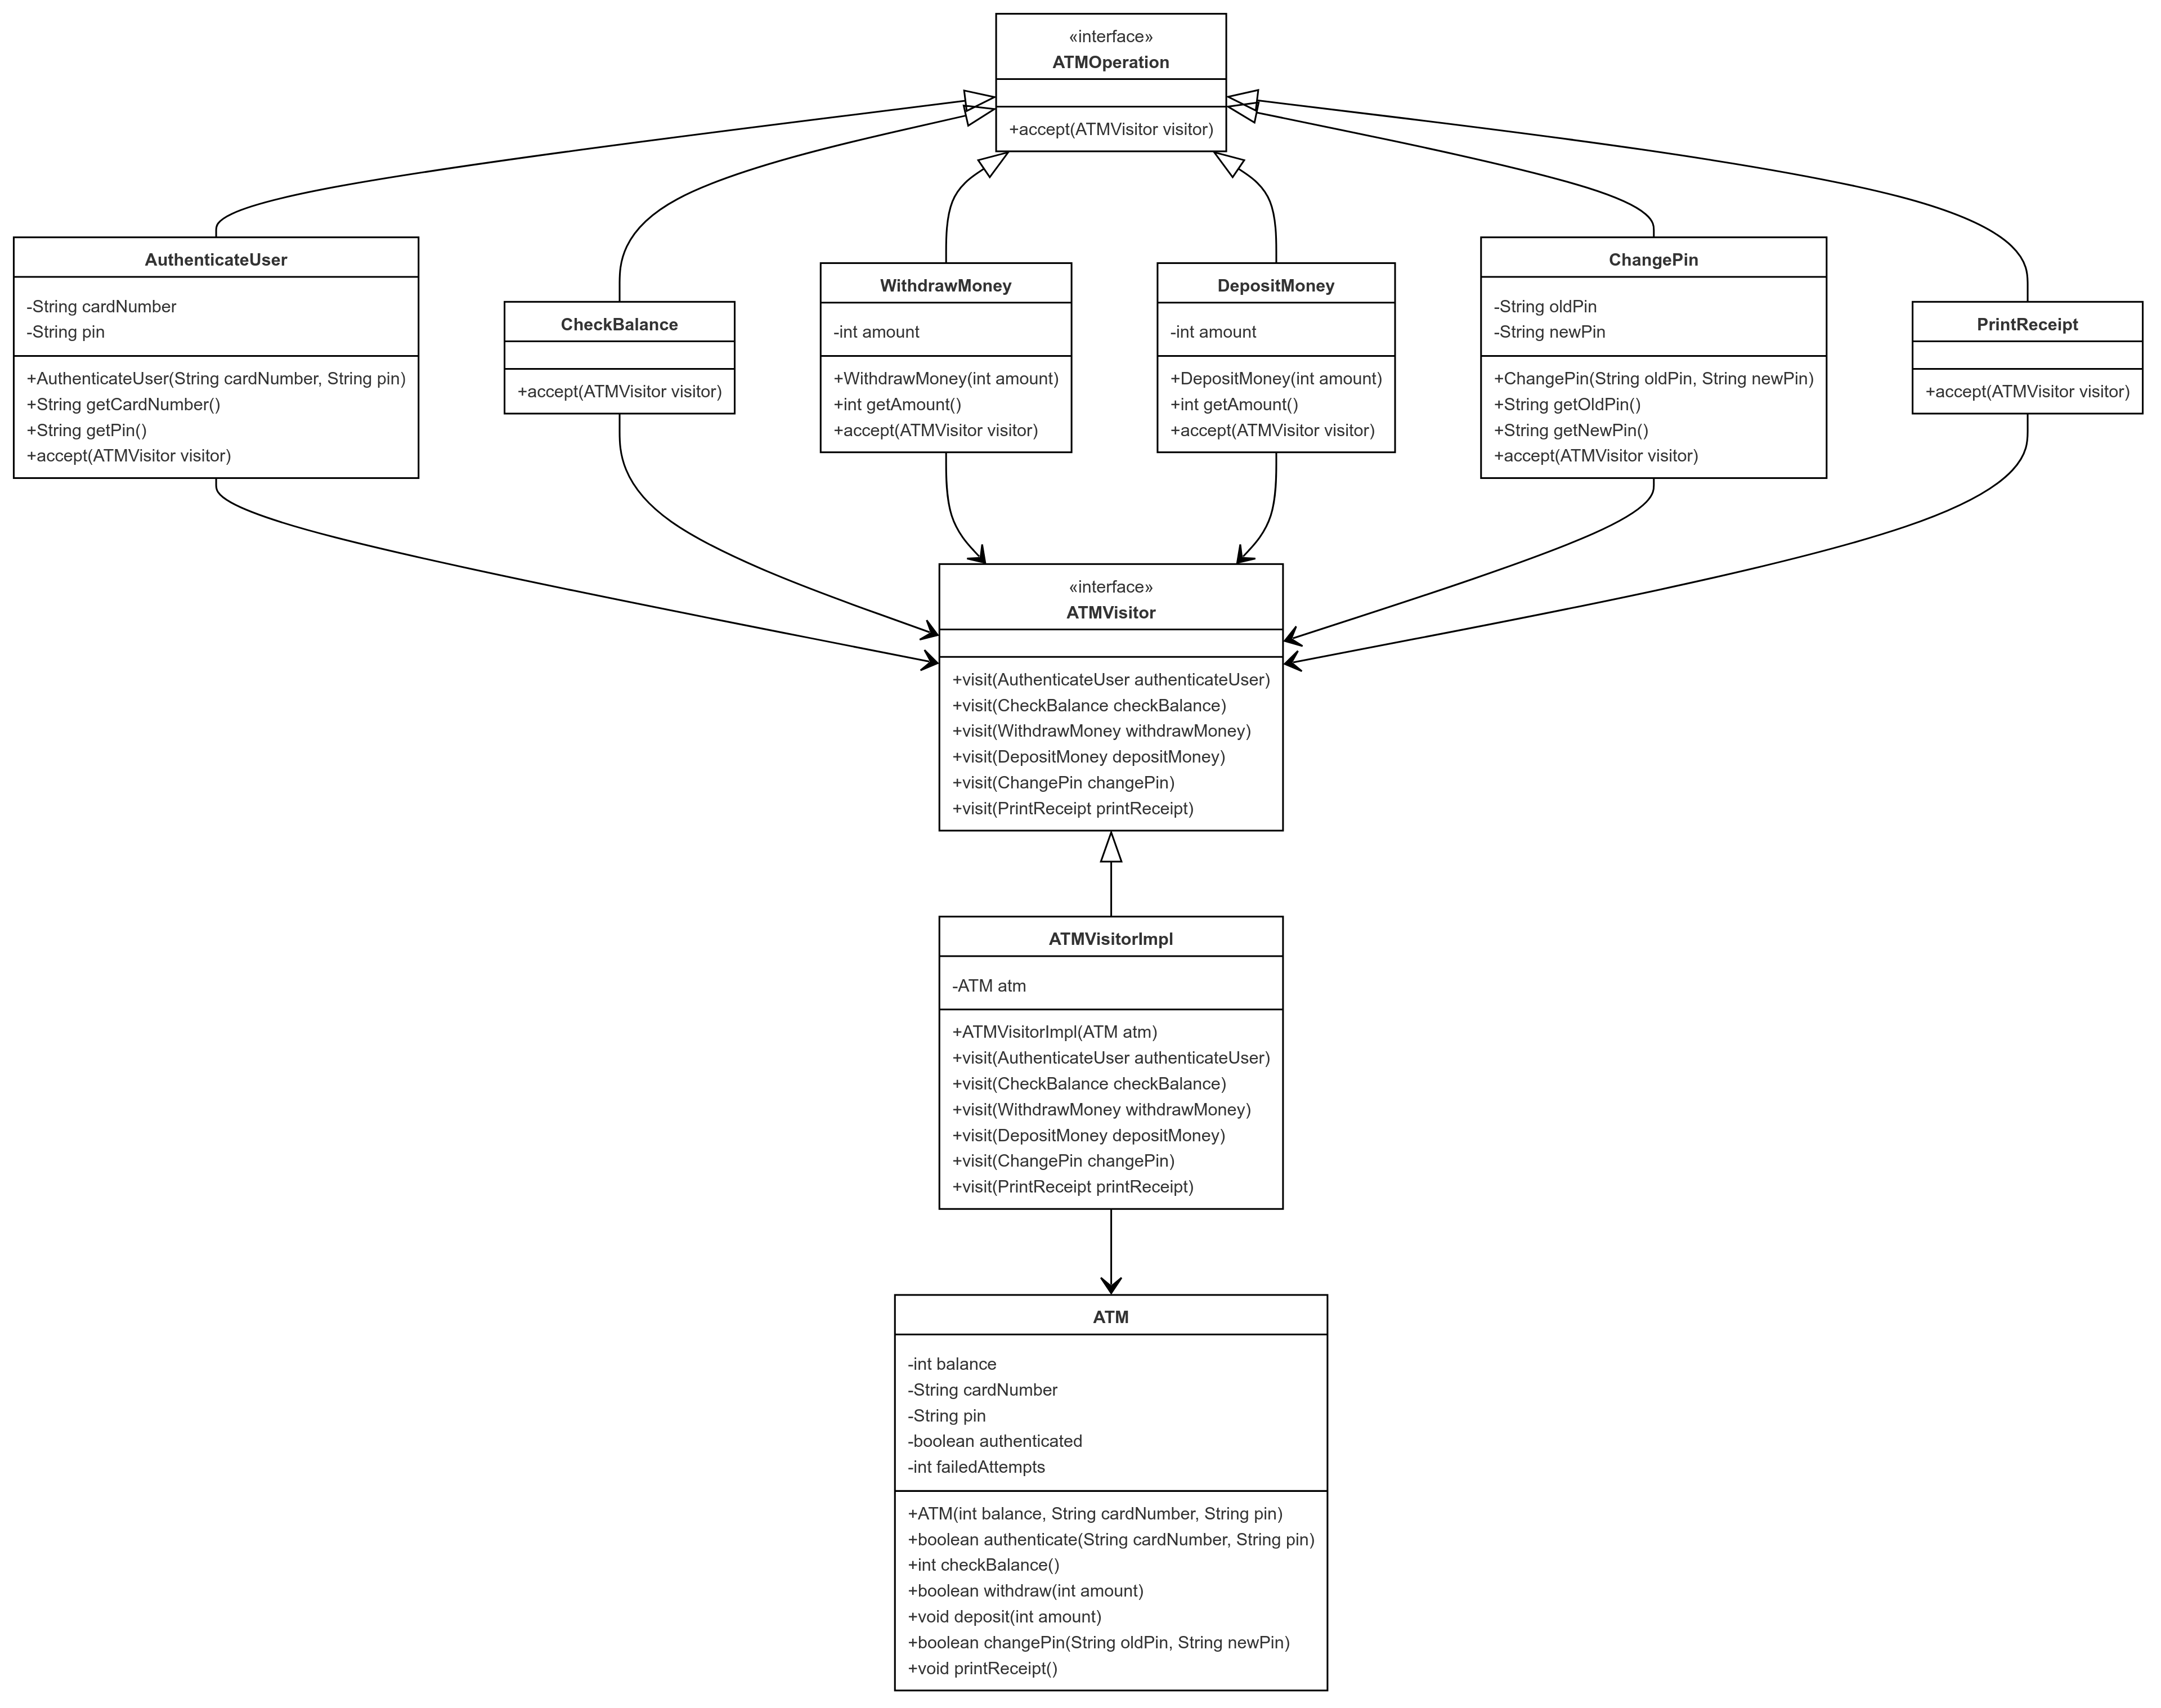 «interface»
ATMOperation
+accept(ATMVisitor visitor)
AuthenticateUser
-String cardNumber
-String pin
+AuthenticateUser(String cardNumber, String pin)
+String getCardNumber()
+String getPin()
+accept(ATMVisitor visitor)
CheckBalance
+accept(ATMVisitor visitor)
WithdrawMoney
-int amount
+WithdrawMoney(int amount)
+int getAmount()
+accept(ATMVisitor visitor)
DepositMoney
-int amount
+DepositMoney(int amount)
+int getAmount()
+accept(ATMVisitor visitor)
ChangePin
-String oldPin
-String newPin
+ChangePin(String oldPin, String newPin)
+String getOldPin()
+String getNewPin()
+accept(ATMVisitor visitor)
PrintReceipt
+accept(ATMVisitor visitor)
«interface»
ATMVisitor
+visit(AuthenticateUser authenticateUser)
+visit(CheckBalance checkBalance)
+visit(WithdrawMoney withdrawMoney)
+visit(DepositMoney depositMoney)
+visit(ChangePin changePin)
+visit(PrintReceipt printReceipt)
ATMVisitorImpl
-ATM atm
+ATMVisitorImpl(ATM atm)
+visit(AuthenticateUser authenticateUser)
+visit(CheckBalance checkBalance)
+visit(WithdrawMoney withdrawMoney)
+visit(DepositMoney depositMoney)
+visit(ChangePin changePin)
+visit(PrintReceipt printReceipt)
ATM
-int balance
-String cardNumber
-String pin
-boolean authenticated
-int failedAttempts
+ATM(int balance, String cardNumber, String pin)
+boolean authenticate(String cardNumber, String pin)
+int checkBalance()
+boolean withdraw(int amount)
+void deposit(int amount)
+boolean changePin(String oldPin, String newPin)
+void printReceipt()